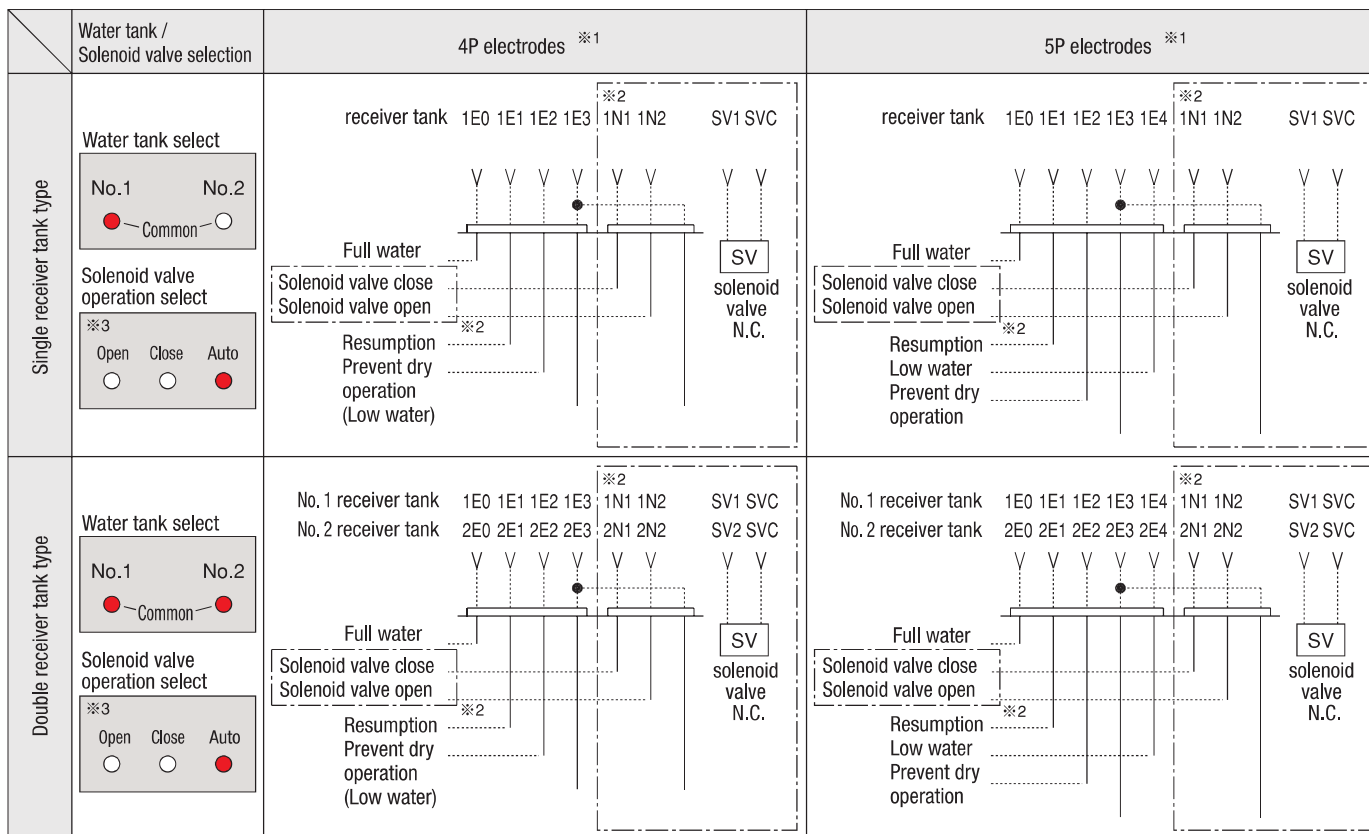 Water tank /
Solenoid valve selection
4P electrodes ※1
5P electrodes ※1
Single receiver tank type
Water tank select
No.1 No.2
Common
Solenoid valve
operation select
※3
Open Close Auto
※2
receiver tank 1E0 1E1 1E2 1E3 1N1 1N2 SV1 SVC
Full water
Solenoid valve close
Solenoid valve open
※2
Resumption
Prevent dry
operation
(Low water)
SV
solenoid
valve
N.C.
※2
receiver tank 1E0 1E1 1E2 1E3 1E4 1N1 1N2 SV1 SVC
Full water
Solenoid valve close
Solenoid valve open
※2
Resumption
Low water
Prevent dry
operation
SV
solenoid
valve
N.C.
Double receiver tank type
Water tank select
No.1 No.2
Common
Solenoid valve
operation select
※3
Open Close Auto
※2
No. 1 receiver tank 1E0 1E1 1E2 1E3 1N1 1N2 SV1 SVC
No. 2 receiver tank 2E0 2E1 2E2 2E3 2N1 2N2 SV2 SVC
Full water
Solenoid valve close
Solenoid valve open
※2
Resumption
Prevent dry
operation
(Low water)
SV
solenoid
valve
N.C.
※2
No. 1 receiver tank 1E0 1E1 1E2 1E3 1E4 1N1 1N2 SV1 SVC
No. 2 receiver tank 2E0 2E1 2E2 2E3 2E4 2N1 2N2 SV2 SVC
Full water
Solenoid valve close
Solenoid valve open
※2
Resumption
Low water
Prevent dry
operation
SV
solenoid
valve
N.C.